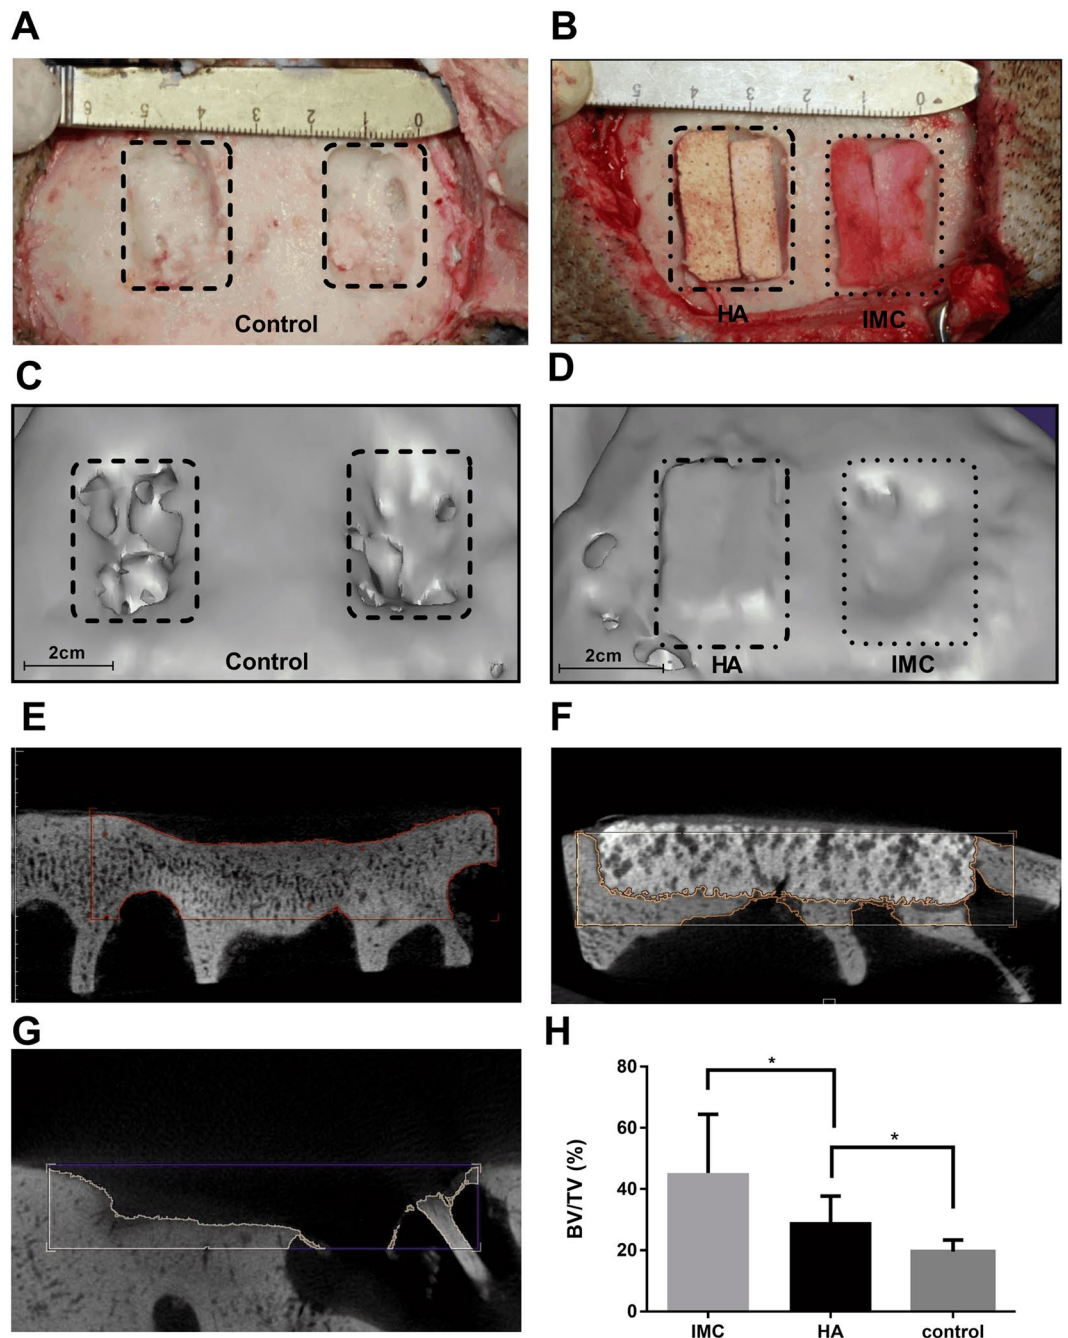 A
B
6 5 4 3 2 1 0
5 4 3 2 1 0
Control
HA
IMC
C
D
2cm
Control
2cm
HA
IMC
E
F
G
H
80
60
40
20
0
BV/TV (%)
*
*
IMC
HA
control